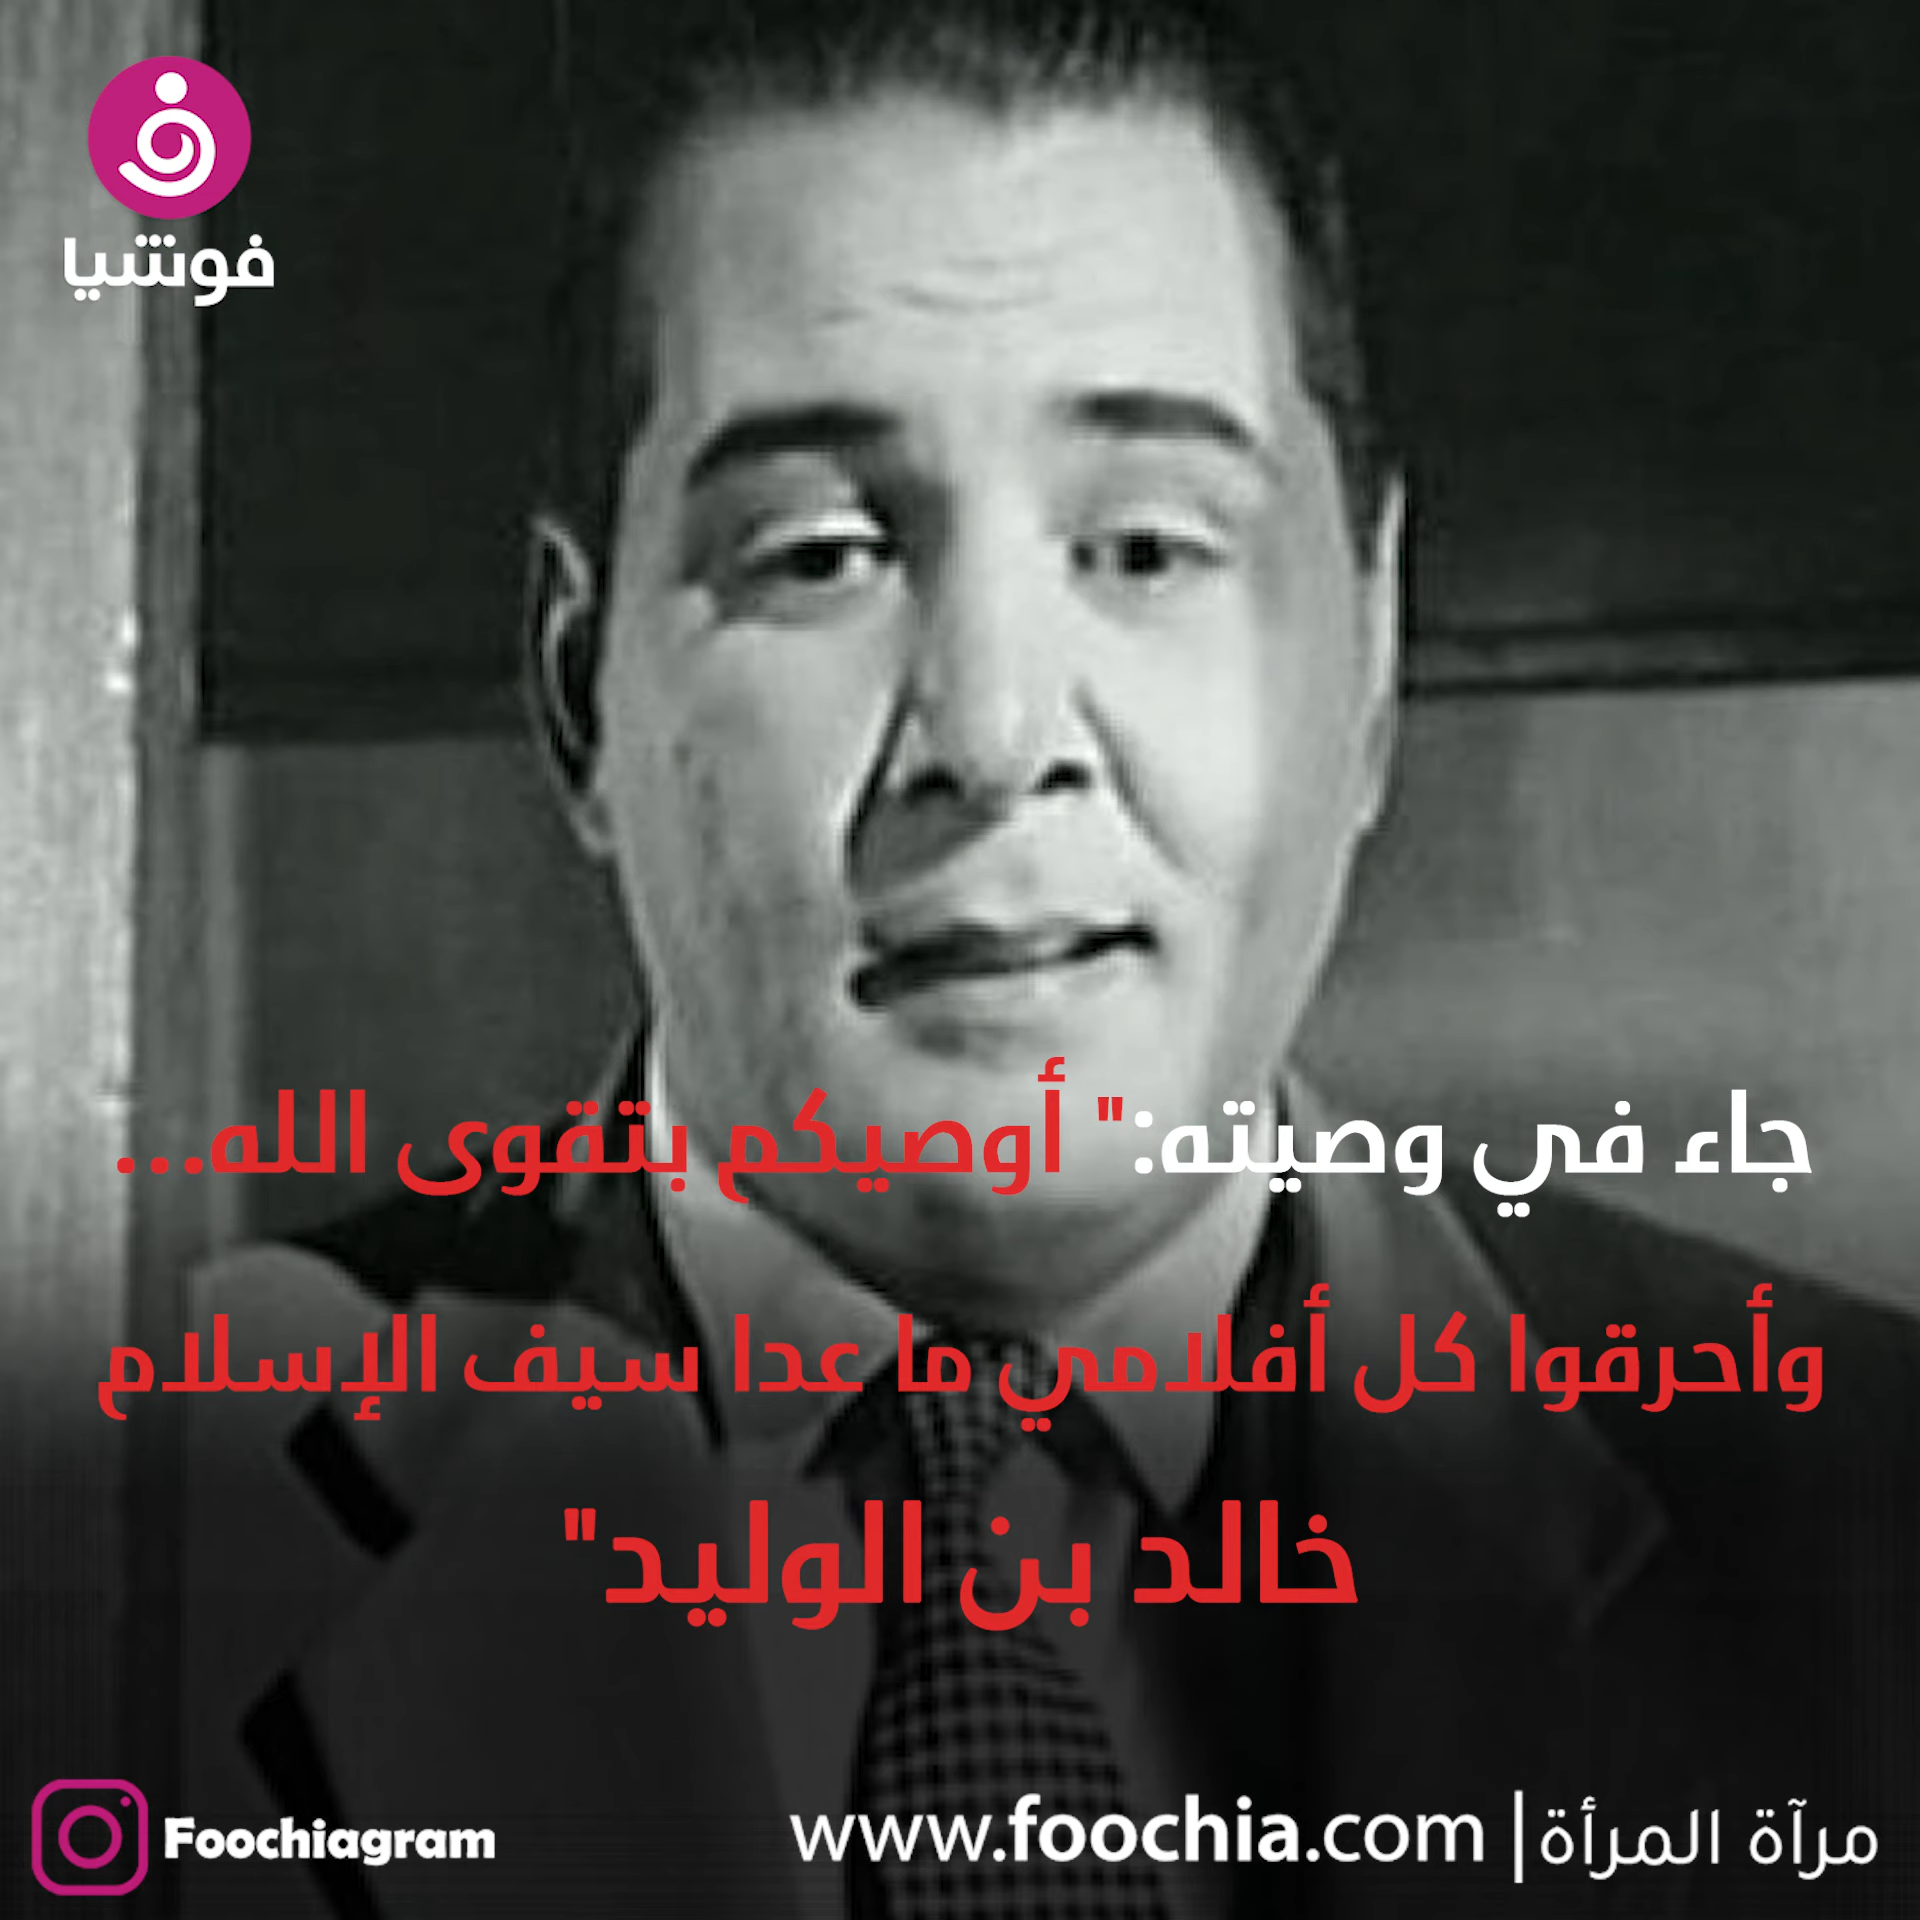 فوشيا
جاء في وصيته:" أوصيكم بتقوى الله...
وأحرقوا كل أفلامي ما عدا سيف الإسلام
خالد بن الوليد"
Foochiagram
www.foochia.com | مرآة المرأة